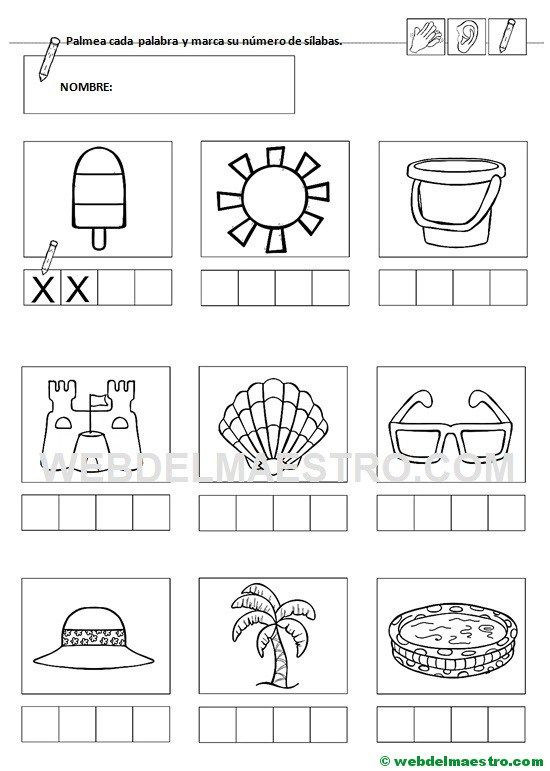 Palmea cada palabra y marca su número de sílabas.
NOMBRE:
X X
WEBDELMAESTRO.COM
© webdelmaestro.com